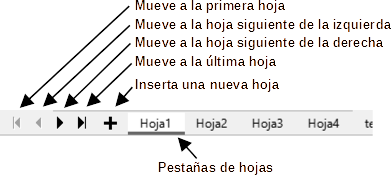 Mueve a la primera hoja
Mueve a la hoja siguiente de la izquierda
Mueve a la hoja siguiente de la derecha
Mueve a la última hoja
Inserta una nueva hoja
Hoja1 Hoja2 Hoja3 Hoja4 te
Pestañas de hojas